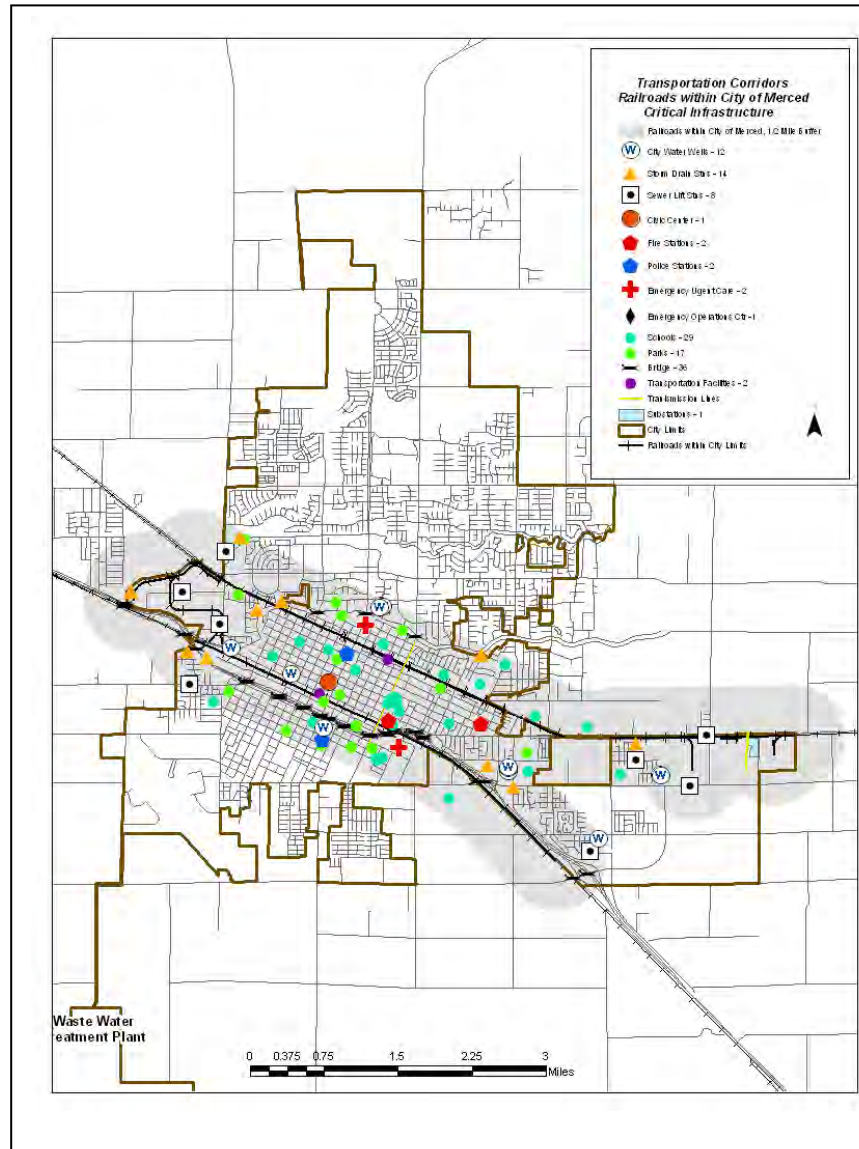 Transportation Corridors
Railroads within City of Merced
Critical Infrastructure
Railroads within City of Merced, 1/2 Mile Buffer
W
City Water Wells - 12
Storm Drain Stns - 14
Sewer Lift Stns - 8
Civic Center - 1
Fire Stations - 2
Police Stations - 2
Emergency Ugent Care - 2
Emergency Operations Ctr - 1
Schools - 29
Parks - 17
Bridge - 36
Transportation Facilities - 2
Transmission Lines
Substations - 1
City Limits
Railroads within City Limits
W
W
W
W
W
W
W
Waste Water
eatment Plant
0 0.375 0.75 1.5 2.25 3
Miles